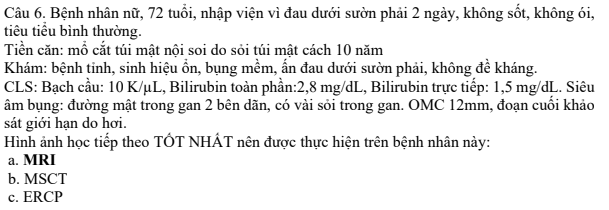 Câu 6. Bệnh nhân nữ, 72 tuổi, nhập viện vì đau dưới sườn phải 2 ngày, không sốt, không ói,
tiêu tiểu bình thường.
Tiền căn: mổ cắt túi mật nội soi do sỏi túi mật cách 10 năm
Khám: bệnh tỉnh, sinh hiệu ổn, bụng mềm, ấn đau dưới sườn phải, không đề kháng.
CLS: Bạch cầu: 10 K/µL, Bilirubin toàn phần:2,8 mg/dL, Bilirubin trực tiếp: 1,5 mg/dL. Siêu
âm bụng: đường mật trong gan 2 bên dãn, có vài sỏi trong gan. OMC 12mm, đoạn cuối khảo
sát giới hạn do hơi.
Hình ảnh học tiếp theo TỐT NHẤT nên được thực hiện trên bệnh nhân này:
a. MRI
b. MSCT
c. ERCP